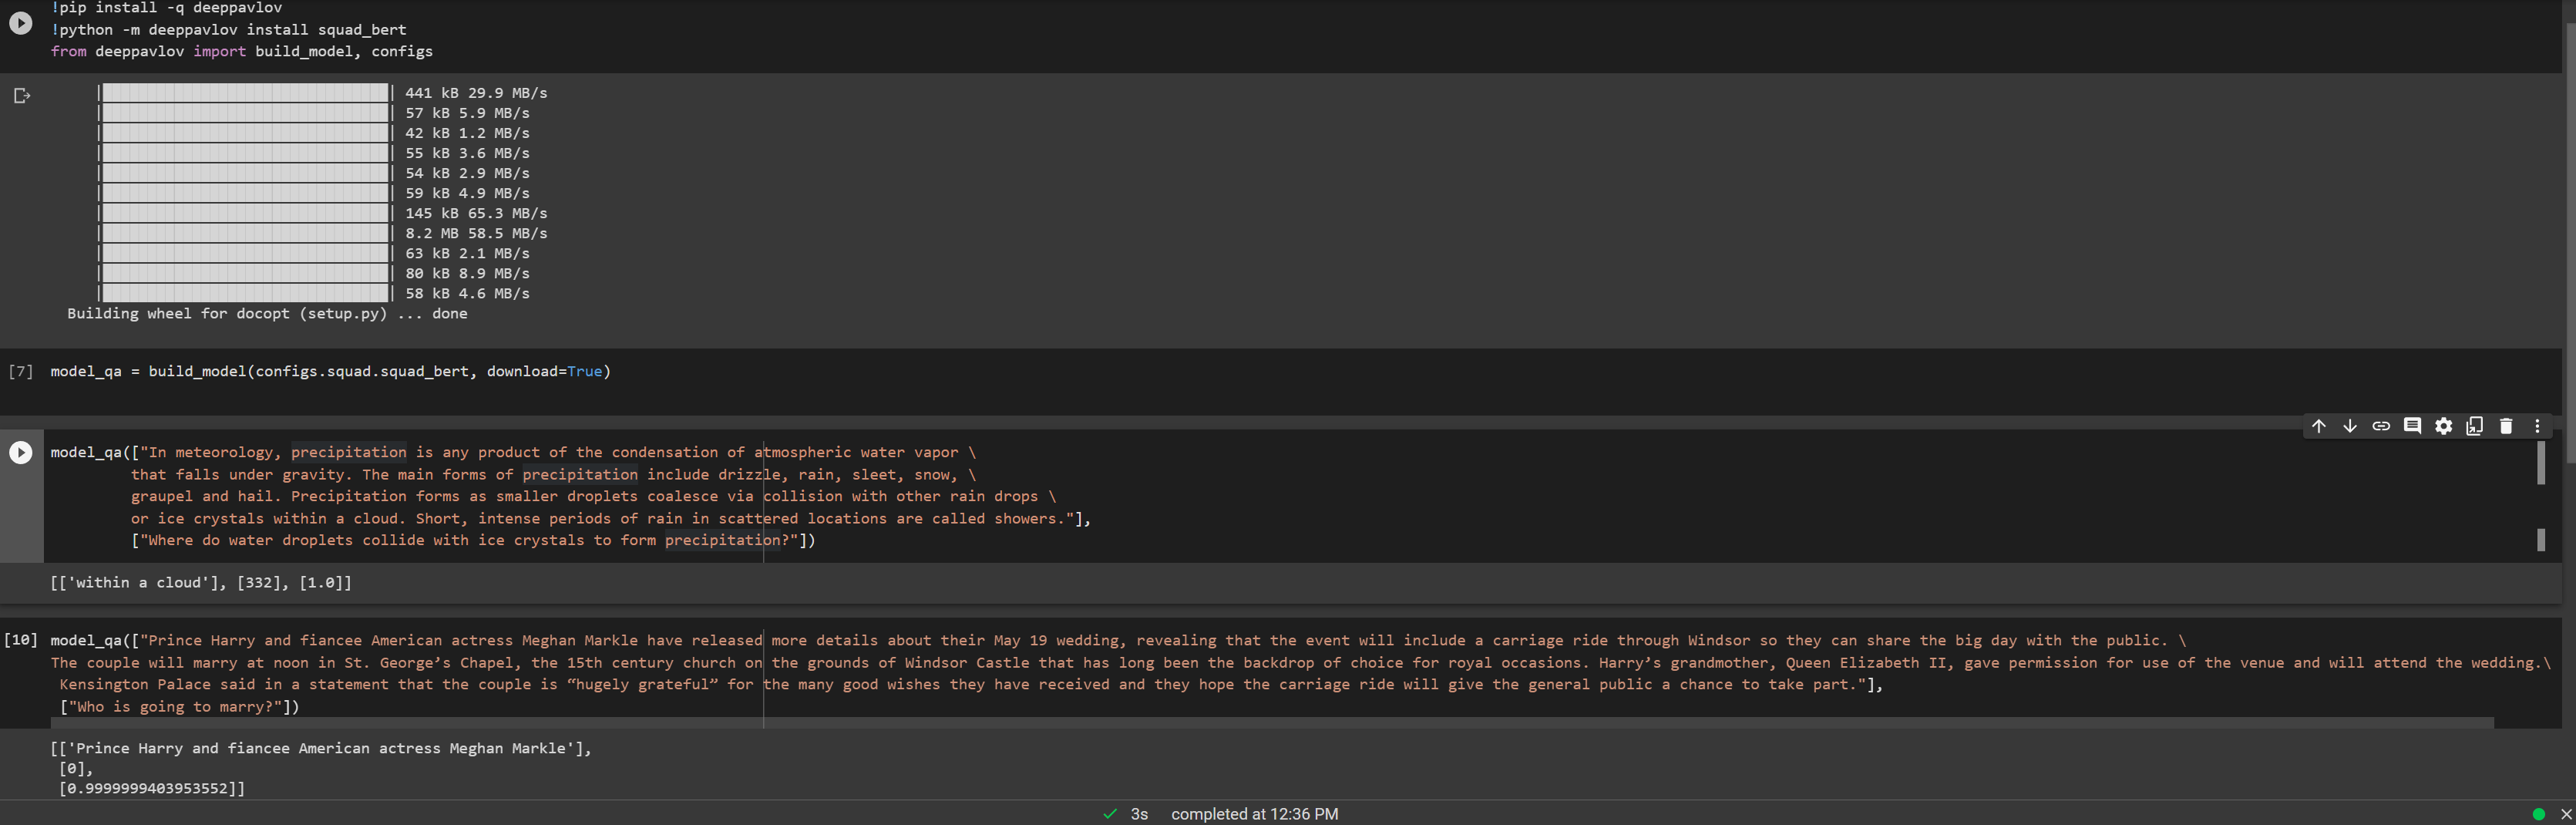 !pip install -q deeppavlov
!python -m deeppavlov install squad_bert
from deeppavlov import build_model, configs
441 kB 29.9 MB/s
57 kB 5.9 MB/s
42 kB 1.2 MB/s
55 kB 3.6 MB/s
54 kB 2.9 MB/s
59 kB 4.9 MB/s
145 kB 65.3 MB/s
8.2 MB 58.5 MB/s
63 kB 2.1 MB/s
80 kB 8.9 MB/s
58 kB 4.6 MB/s
Building wheel for docopt (setup.py) ... done
[7] model_qa = build_model(configs.squad.squad_bert, download=True)
model_qa(["In meteorology, precipitation is any product of the condensation of atmospheric water vapor \
that falls under gravity. The main forms of precipitation include drizzle, rain, sleet, snow, \
graupel and hail. Precipitation forms as smaller droplets coalesce via collision with other rain drops \
or ice crystals within a cloud. Short, intense periods of rain in scattered locations are called showers."],
["Where do water droplets collide with ice crystals to form precipitation?"])
[['within a cloud'], [332], [1.0]]
[10] model_qa(["Prince Harry and fiancee American actress Meghan Markle have released more details about their May 19 wedding, revealing that the event will include a carriage ride through Windsor so they can share the big day with the public. \
The couple will marry at noon in St. George’s Chapel, the 15th century church on the grounds of Windsor Castle that has long been the backdrop of choice for royal occasions. Harry’s grandmother, Queen Elizabeth II, gave permission for use of the venue and will attend the wedding.\
Kensington Palace said in a statement that the couple is “hugely grateful” for the many good wishes they have received and they hope the carriage ride will give the general public a chance to take part."],
["Who is going to marry?"])
[['Prince Harry and fiancee American actress Meghan Markle'],
[0],
[0.9999999403953552]]
3s completed at 12:36 PM